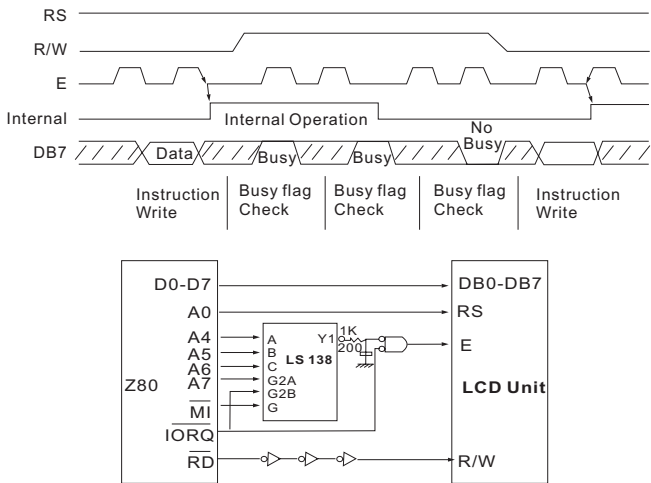 RS
R/W
E
Internal Internal Operation
No
Busy
DB7 Data Busy Busy
Instruction
Write
Busy flag
Check
Busy flag
Check
Busy flag
Check
Instruction
Write
D0-D7 DB0-DB7
A0 RS
A4 A Y1 1K
A5 B 200
A6 C LS 138 E
A7 G2A
Z80 G2B LCD Unit
MI G
IORQ
RD R/W